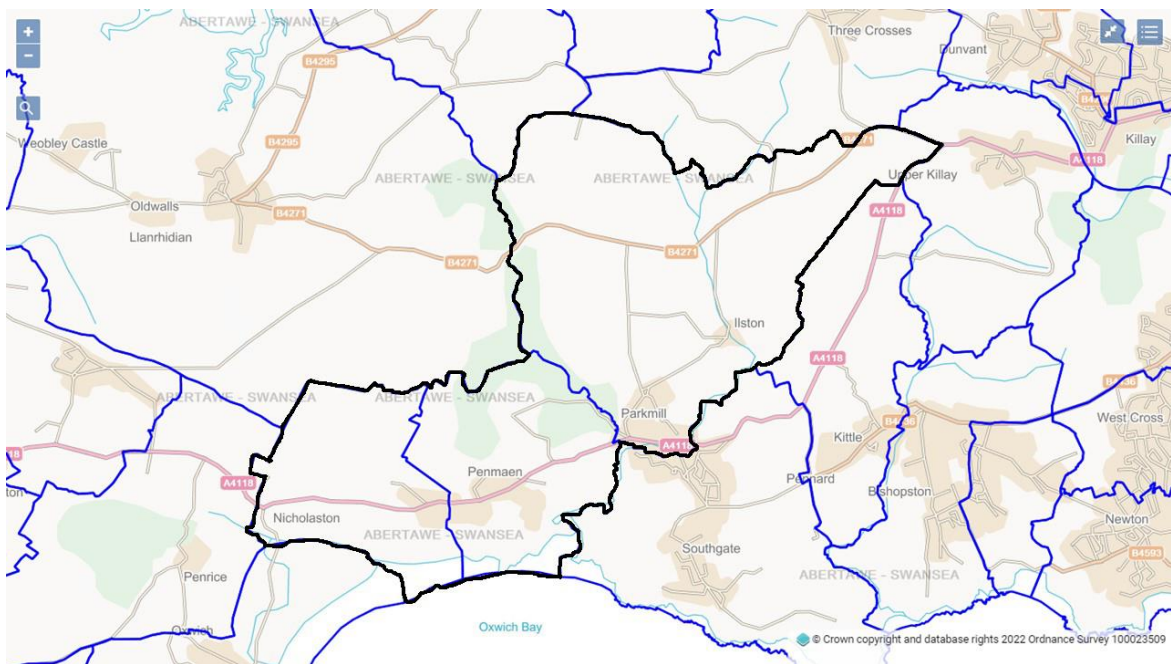 ABERTAWE - SWANSEA
Three Crosses
Dunvant
B4295
Weobley Castle
B4295
Killay
B4271
A4118
Upper Killay
ABERTAWE - SWANSEA
ABERTAWE - SWANSEA
Oldwalls
B4271
A4118
Llanrhidian
B4271
B4271
Ilston
A4118
ABERTAWE - SWANSEA
ABERTAWE - SWANSEA
Parkmill
West Cross
Kittle
Penmaen
Pennard
A4118
Bishopston
Nicholaston
Newton
ABERTAWE - SWANSEA
Southgate
B4593
Penrice
ABERTAWE - SWANSEA
Oxwich
Oxwich Bay
© Crown copyright and database rights 2022 Ordnance Survey 100023509